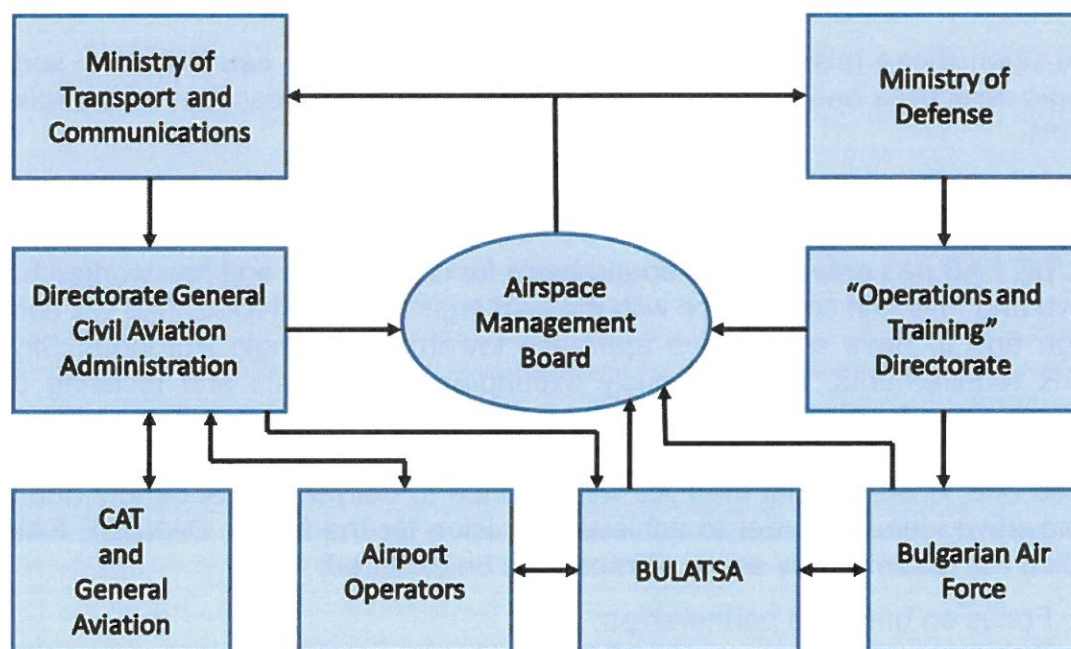 Ministry of
Transport and
Communications
Ministry of
Defense
Directorate General
Civil Aviation
Administration
Airspace
Management
Board
“Operations and
Training”
Directorate
CAT
and
General
Aviation
Airport
Operators
BULATSA
Bulgarian Air
Force